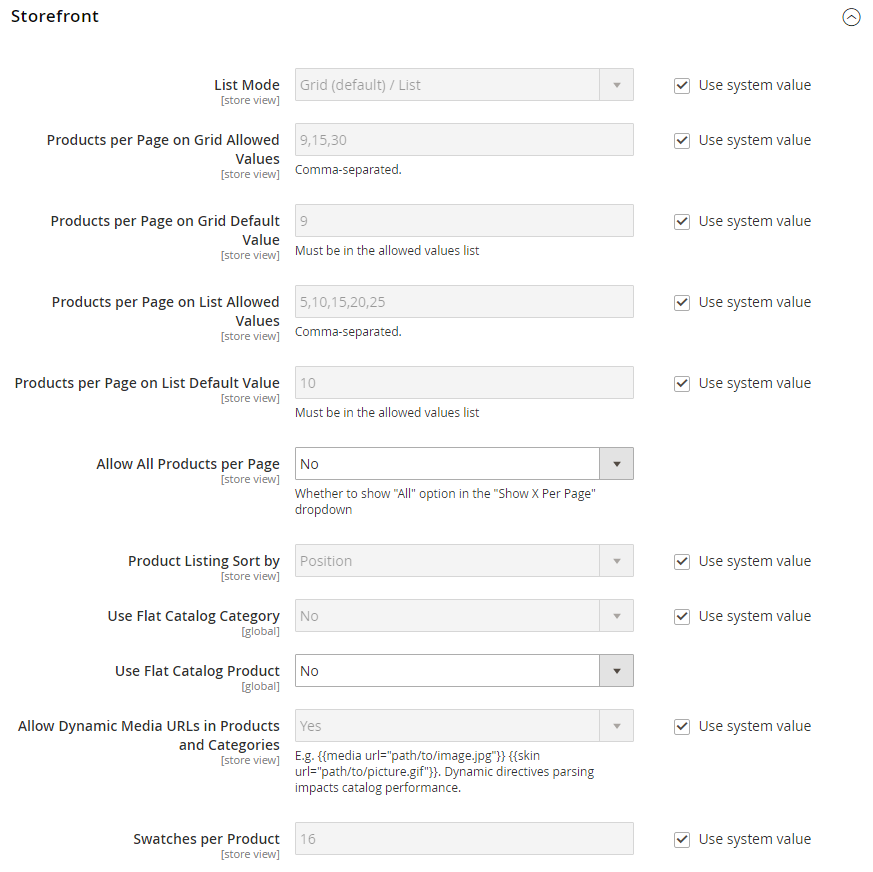 Storefront
List Mode
[store view]
Grid (default) / List
Use system value
Products per Page on Grid Allowed
Values
[store view]
9,15,30
Comma-separated.
Use system value
Products per Page on Grid Default
Value
[store view]
9
Must be in the allowed values list
Use system value
Products per Page on List Allowed
Values
[store view]
5,10,15,20,25
Comma-separated.
Use system value
Products per Page on List Default Value
[store view]
10
Must be in the allowed values list
Use system value
Allow All Products per Page
[store view]
No
Whether to show "All" option in the "Show X Per Page"
dropdown
Product Listing Sort by
[store view]
Position
Use system value
Use Flat Catalog Category
[global]
No
Use system value
Use Flat Catalog Product
[global]
No
Allow Dynamic Media URLs in Products
and Categories
[store view]
Yes
E.g. {{media url="path/to/image.jpg"}} {{skin
url="path/to/picture.gif"}}. Dynamic directives parsing
impacts catalog performance.
Use system value
Swatches per Product
[store view]
16
Use system value